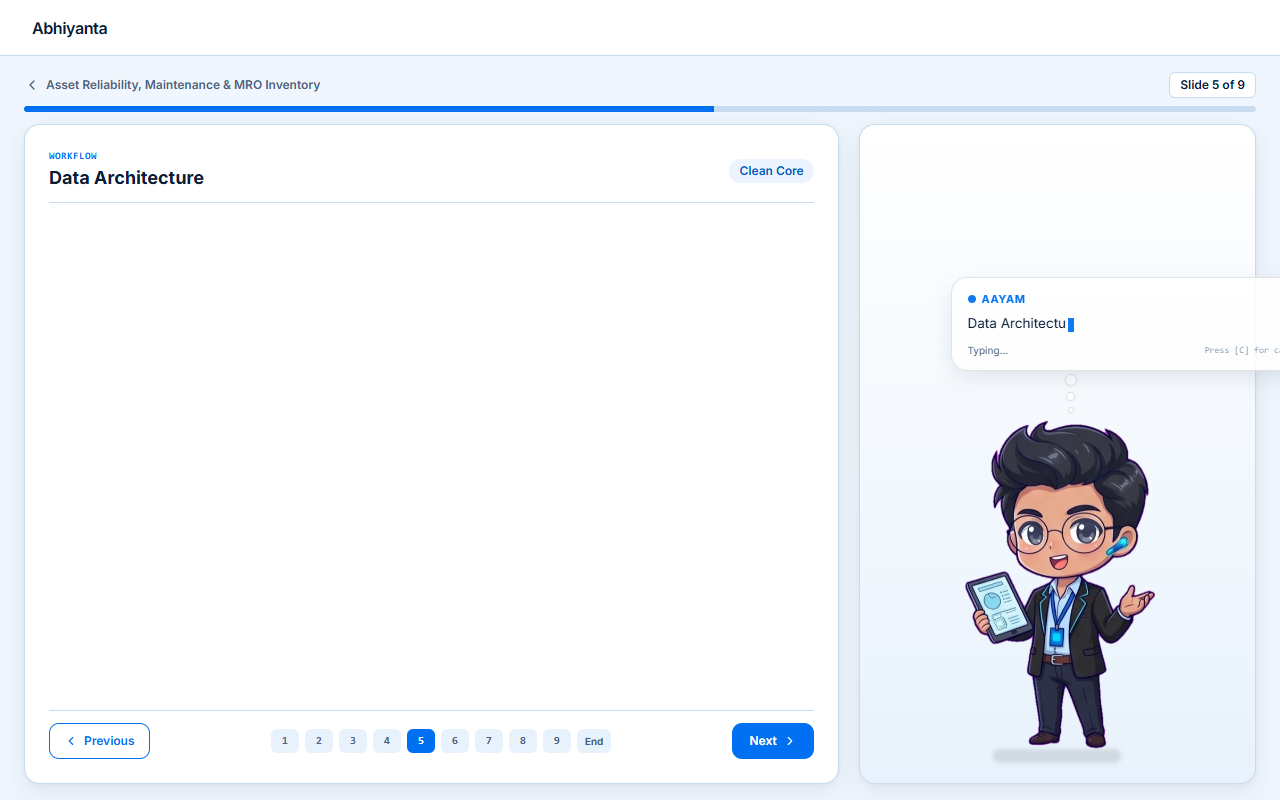 Abhiyanta
Asset Reliability, Maintenance & MRO Inventory
Slide 5 of 9
WORKFLOW
Data Architecture
Clean Core
AAYAM
Data Architectu
Typing...
Press [C] for
Previous
1 2 3 4 5 6 7 8 9 End
Next